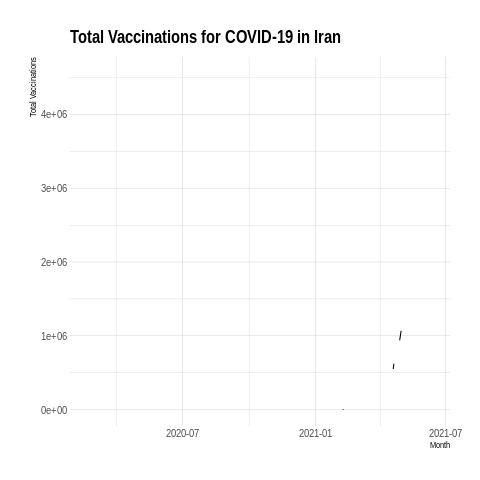 Total Vaccinations for COVID-19 in Iran
Total Vaccinations
4e+06
3e+06
2e+06
1e+06
0e+00
2020-07
2021-01
2021-07
Month